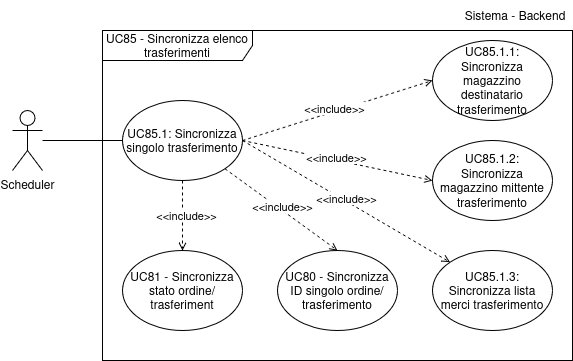 Sistema - Backend
UC85 - Sincronizza elenco
trasferimenti
UC85.1.1:
Sincronizza
magazzino
destinatario
trasferimento
<<include>>
UC85.1: Sincronizza
singolo trasferimento
<<include>>
UC85.1.2:
Sincronizza
magazzino mittente
trasferimento
Scheduler
<<include>>
<<include>>
<<include>>
UC81 - Sincronizza
stato ordine/
trasferiment
UC80 - Sincronizza
ID singolo ordine/
trasferimento
UC85.1.3:
Sincronizza lista
merci trasferimento